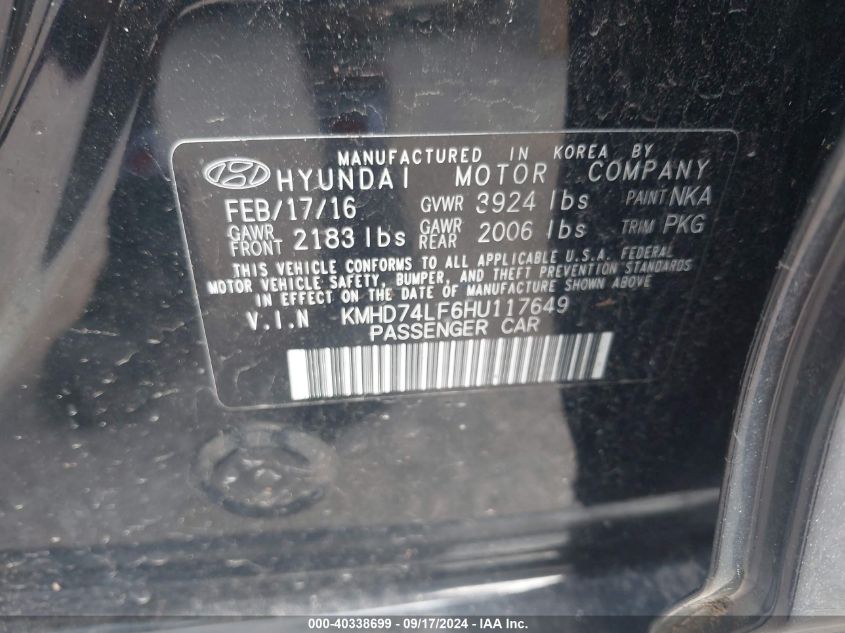 MANUFACTURED IN KOREA BY
HYUNDAI MOTOR COMPANY
FEB/17/16 GVWR 3924 lbs PAINT NKA
GAWR FRONT 2183 lbs GAWR REAR 2006 lbs TRIM PKG
THIS VEHICLE CONFORMS TO ALL APPLICABLE U.S.A. FEDERAL
MOTOR VEHICLE SAFETY, BUMPER, AND THEFT PREVENTION STANDARDS
IN EFFECT ON THE DATE OF MANUFACTURE SHOWN ABOVE
V.I.N KMHD74LF6HU117649
PASSENGER CAR
000-40338699 - 09/17/2024 - IAA Inc.